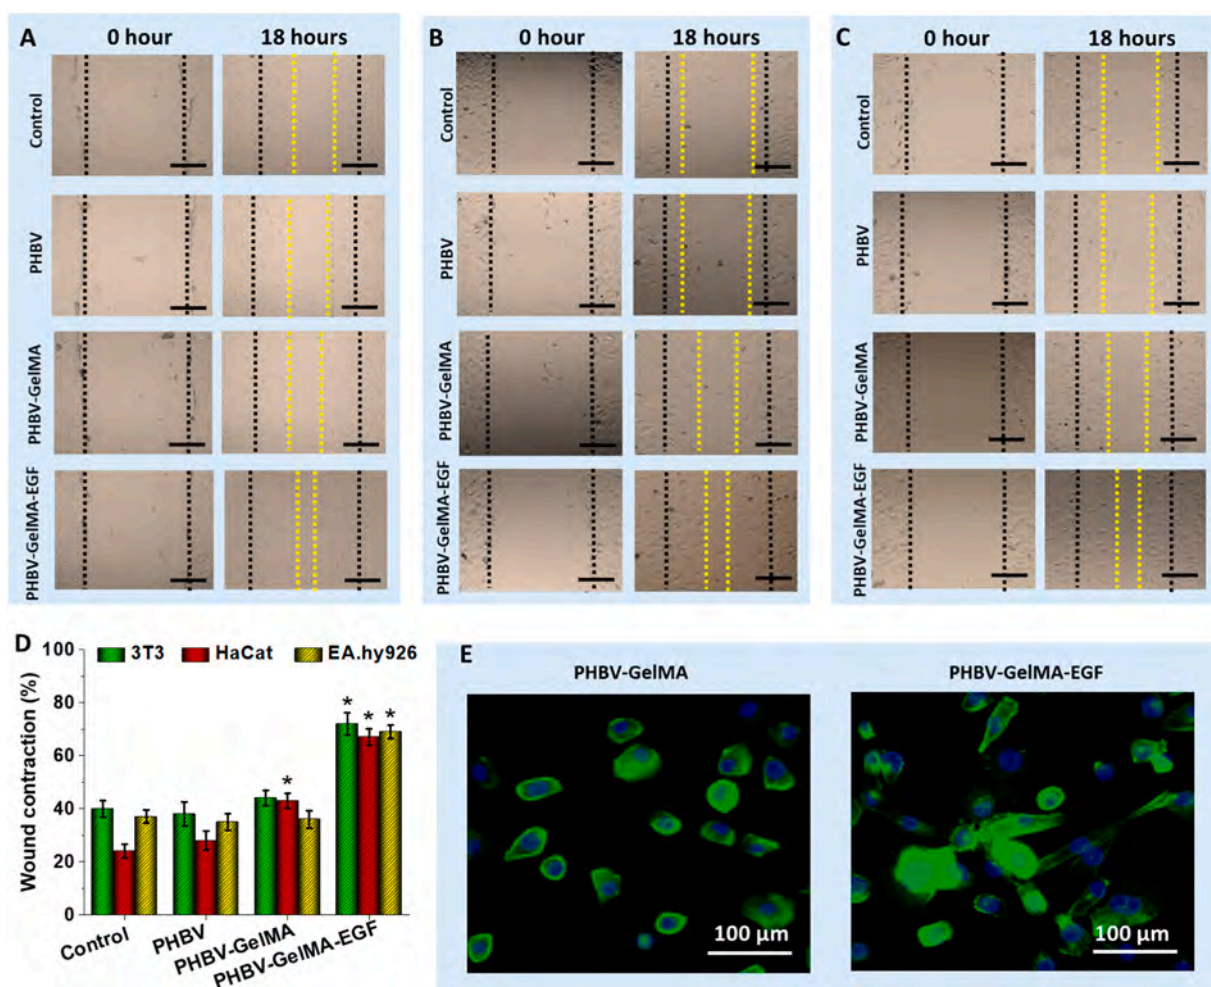 A
0 hour
18 hours
Control
PHBV
PHBV-GelMA
PHBV-GelMA-EGF
B
0 hour
18 hours
Control
PHBV
PHBV-GelMA
PHBV-GelMA-EGF
C
0 hour
18 hours
Control
PHBV
PHBV-GelMA
PHBV-GelMA-EGF
D
3T3 HaCat EA.hy926
Wound contraction (%)
100
80
60
40
20
0
* * * *
Control
PHBV
PHBV-GelMA
PHBV-GelMA-EGF
E
PHBV-GelMA
PHBV-GelMA-EGF
100 µm
100 µm